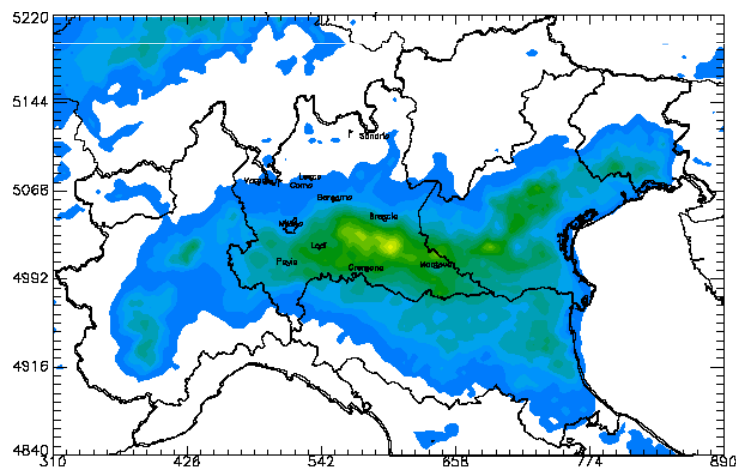 5220
5144
Sondrio
5068
Varese
Lecco
Como
Bergamo
Brescia
Milano
Lodi
4992
Pavia
Cremona
Mantova
4916
4840
310 426 542 658 774 890